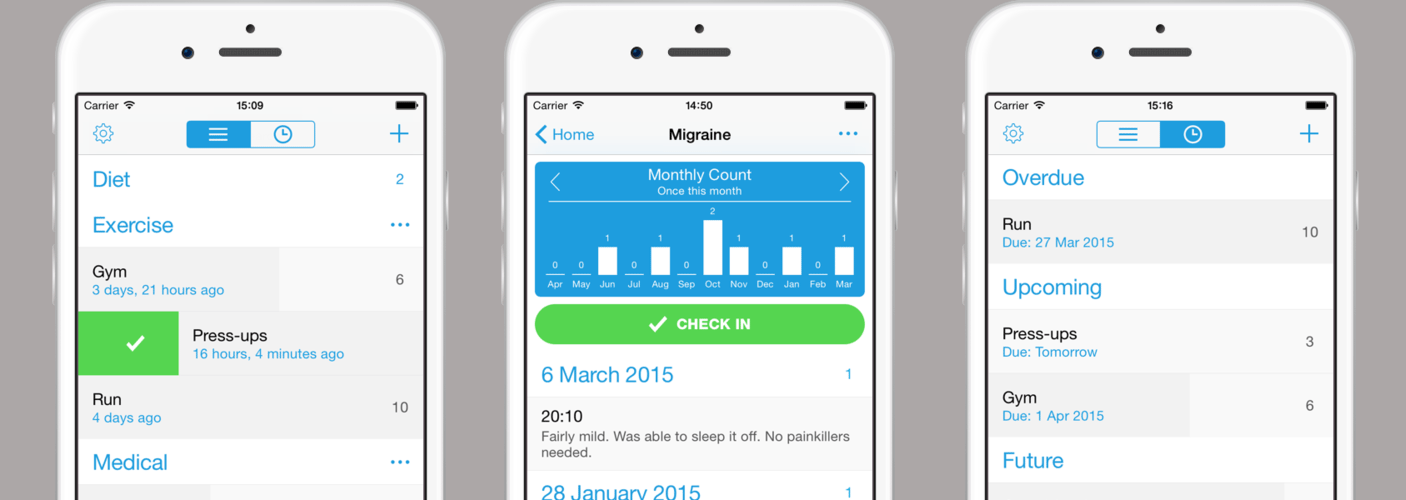 Carrier 15:09
Diet 2
Exercise
Gym
3 days, 21 hours ago
6
Press-ups
16 hours, 4 minutes ago
Run
4 days ago
10
Medical
Carrier 14:50
Home Migraine
Monthly Count
Once this month
2
1 1 1 1 1
0 0 0 0 0 0
Apr May Jun Jul Aug Sep Oct Nov Dec Jan Feb Mar
CHECK IN
6 March 2015 1
20:10
Fairly mild. Was able to sleep it off. No painkillers
needed.
28 January 2015 1
Carrier 15:16
Overdue
Run
Due: 27 Mar 2015
10
Upcoming
Press-ups
Due: Tomorrow
3
Gym
Due: 1 Apr 2015
6
Future